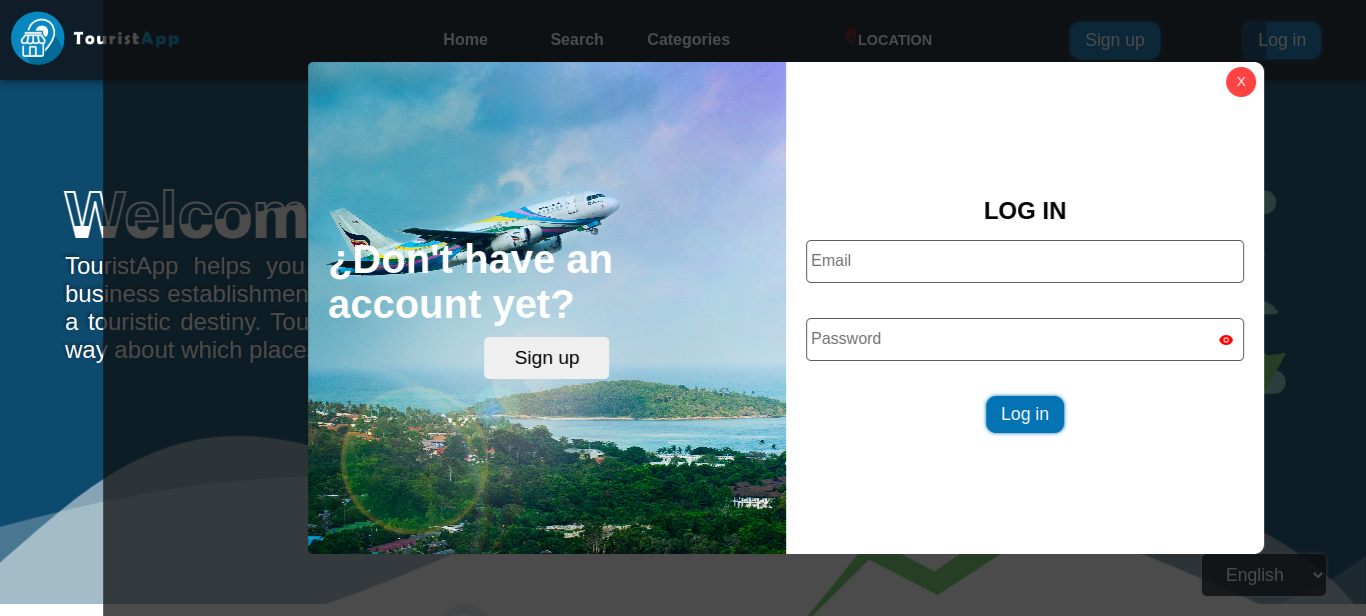 TouristApp
Home
Search
Categories
LOCATION
Sign up
Log in
X
Welcom
TouristApp helps you
business establishmen
a touristic destiny. Tou
way about which place
¿Don't have an
account yet?
Sign up
LOG IN
Email
Password
Log in
English